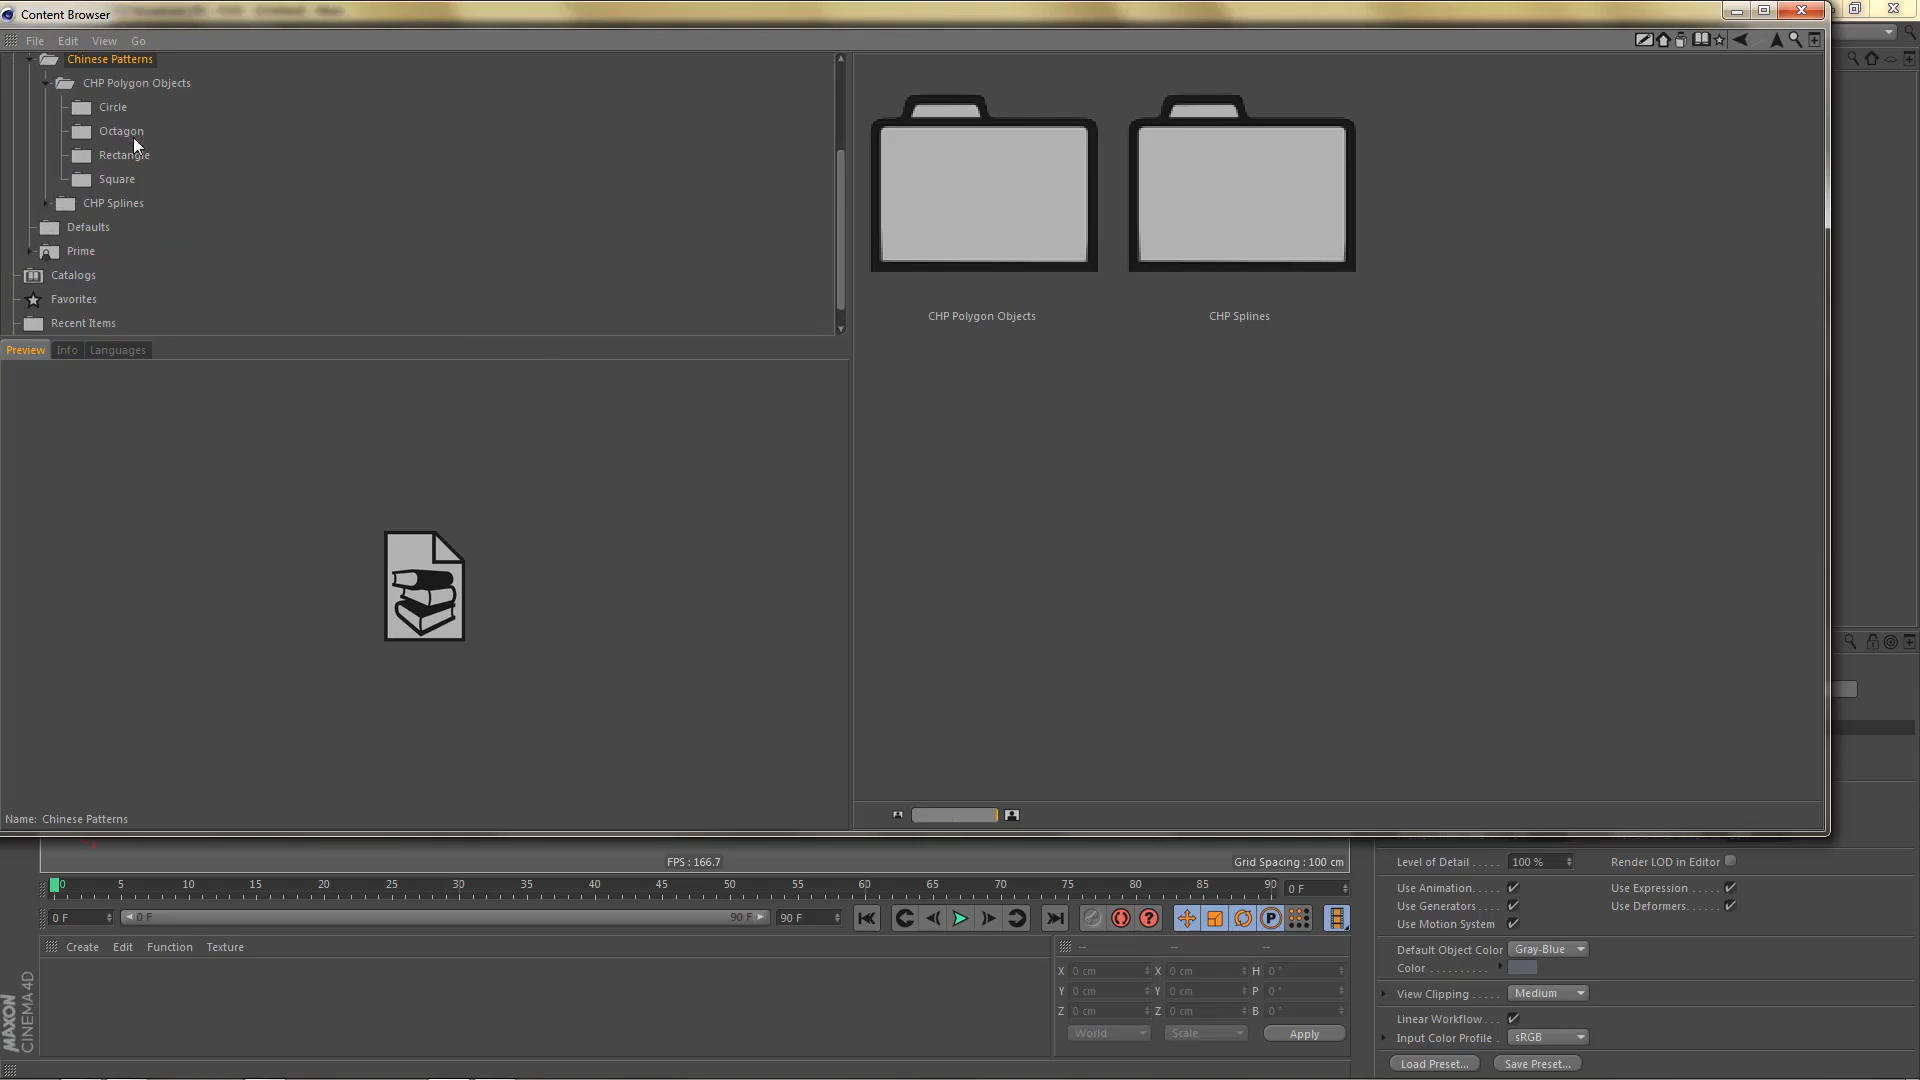 Content Browser
File Edit View Go
Chinese Patterns
CHP Polygon Objects
Circle
Octagon
Rectangle
Square
CHP Splines
Defaults
Prime
Catalogs
Favorites
Recent Items
CHP Polygon Objects
CHP Splines
Preview Info Languages
Name: Chinese Patterns
FPS : 166.7
Grid Spacing : 100 cm
0 5 10 15 20 25 30 35 40 45 50 55 60 65 70 75 80 85 90 0 F
0 F 0 F 90 F 90 F
P ?
Create Edit Function Texture
-- -- --
X 0 cm X 0 cm H 0 °
Y 0 cm Y 0 cm P 0 °
Z 0 cm Z 0 cm B 0 °
World Scale Apply
MAXON
CINEMA 4D
Level of Detail . . . . . 100 % Render LOD in Editor
Use Animation. . . . . Use Expression . . . . .
Use Generators . . . . Use Deformers. . . . . .
Use Motion System
Default Object Color Gray-Blue
Color . . . . . . . . . .
View Clipping . . . . . Medium
Linear Workflow . . .
Input Color Profile . sRGB
Load Preset... Save Preset...